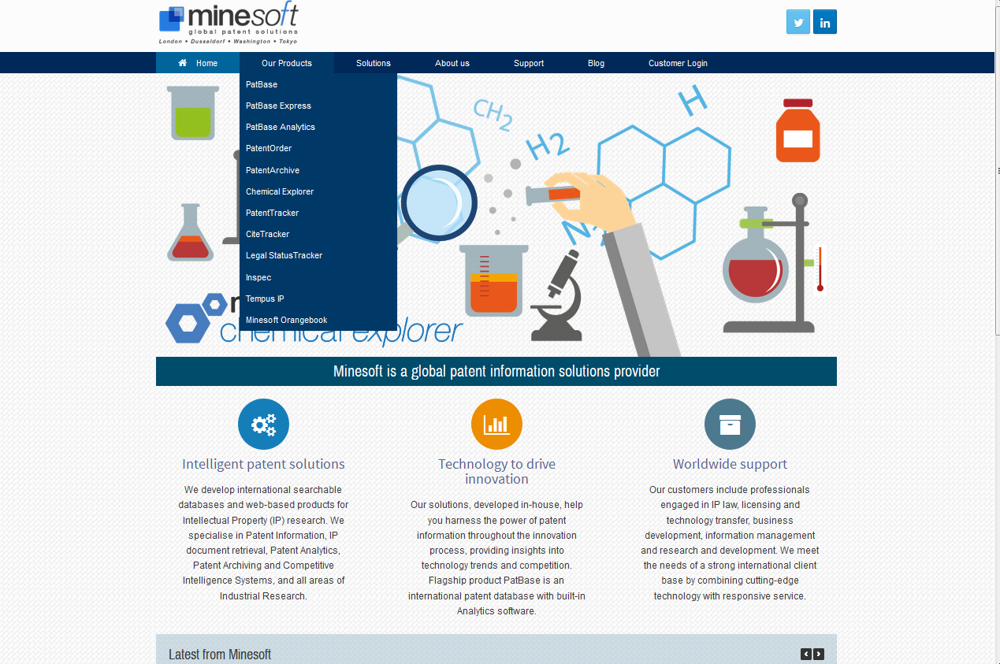 minesoft
global patent solutions
London • Dusseldorf • Washington • Tokyo
Home Our Products Solutions About us Support Blog Customer Login
PatBase
PatBase Express
PatBase Analytics
PatentOrder
PatentArchive
Chemical Explorer
PatentTracker
CiteTracker
Legal StatusTracker
Inspec
Tempus IP
Minesoft Orangebook
CH2
H2
H
chemical explorer
Minesoft is a global patent information solutions provider
Intelligent patent solutions
We develop international searchable
databases and web-based products for
Intellectual Property (IP) research. We
specialise in Patent Information, IP
document retrieval, Patent Analytics,
Patent Archiving and Competitive
Intelligence Systems, and all areas of
Industrial Research.
Technology to drive
innovation
Our solutions, developed in-house, help
you harness the power of patent
information throughout the innovation
process, providing insights into
technology trends and competition.
Flagship product PatBase is an
international patent database with built-in
Analytics software.
Worldwide support
Our customers include professionals
engaged in IP law, licensing and
technology transfer, business
development, information management
and research and development. We meet
the needs of a strong international client
base by combining cutting-edge
technology with responsive service.
Latest from Minesoft